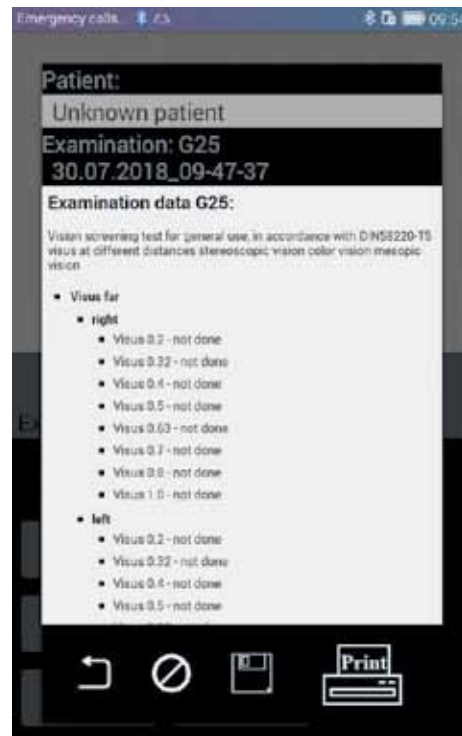 Emergency calls
09:54
Patient:
Unknown patient
Examination: G25
30.07.2018_09-47-37
Examination data G25:
Vision screening test for general use, in accordance with DIN58220-T5
visus at different distances stereoscopic vision color vision mesopic
vision
Visus far
right
Visus 0.2 - not done
Visus 0.32 - not done
Visus 0.4 - not done
Visus 0.5 - not done
Visus 0.63 - not done
Visus 0.7 - not done
Visus 0.8 - not done
Visus 1.0 - not done
left
Visus 0.2 - not done
Visus 0.32 - not done
Visus 0.4 - not done
Visus 0.5 - not done
Print